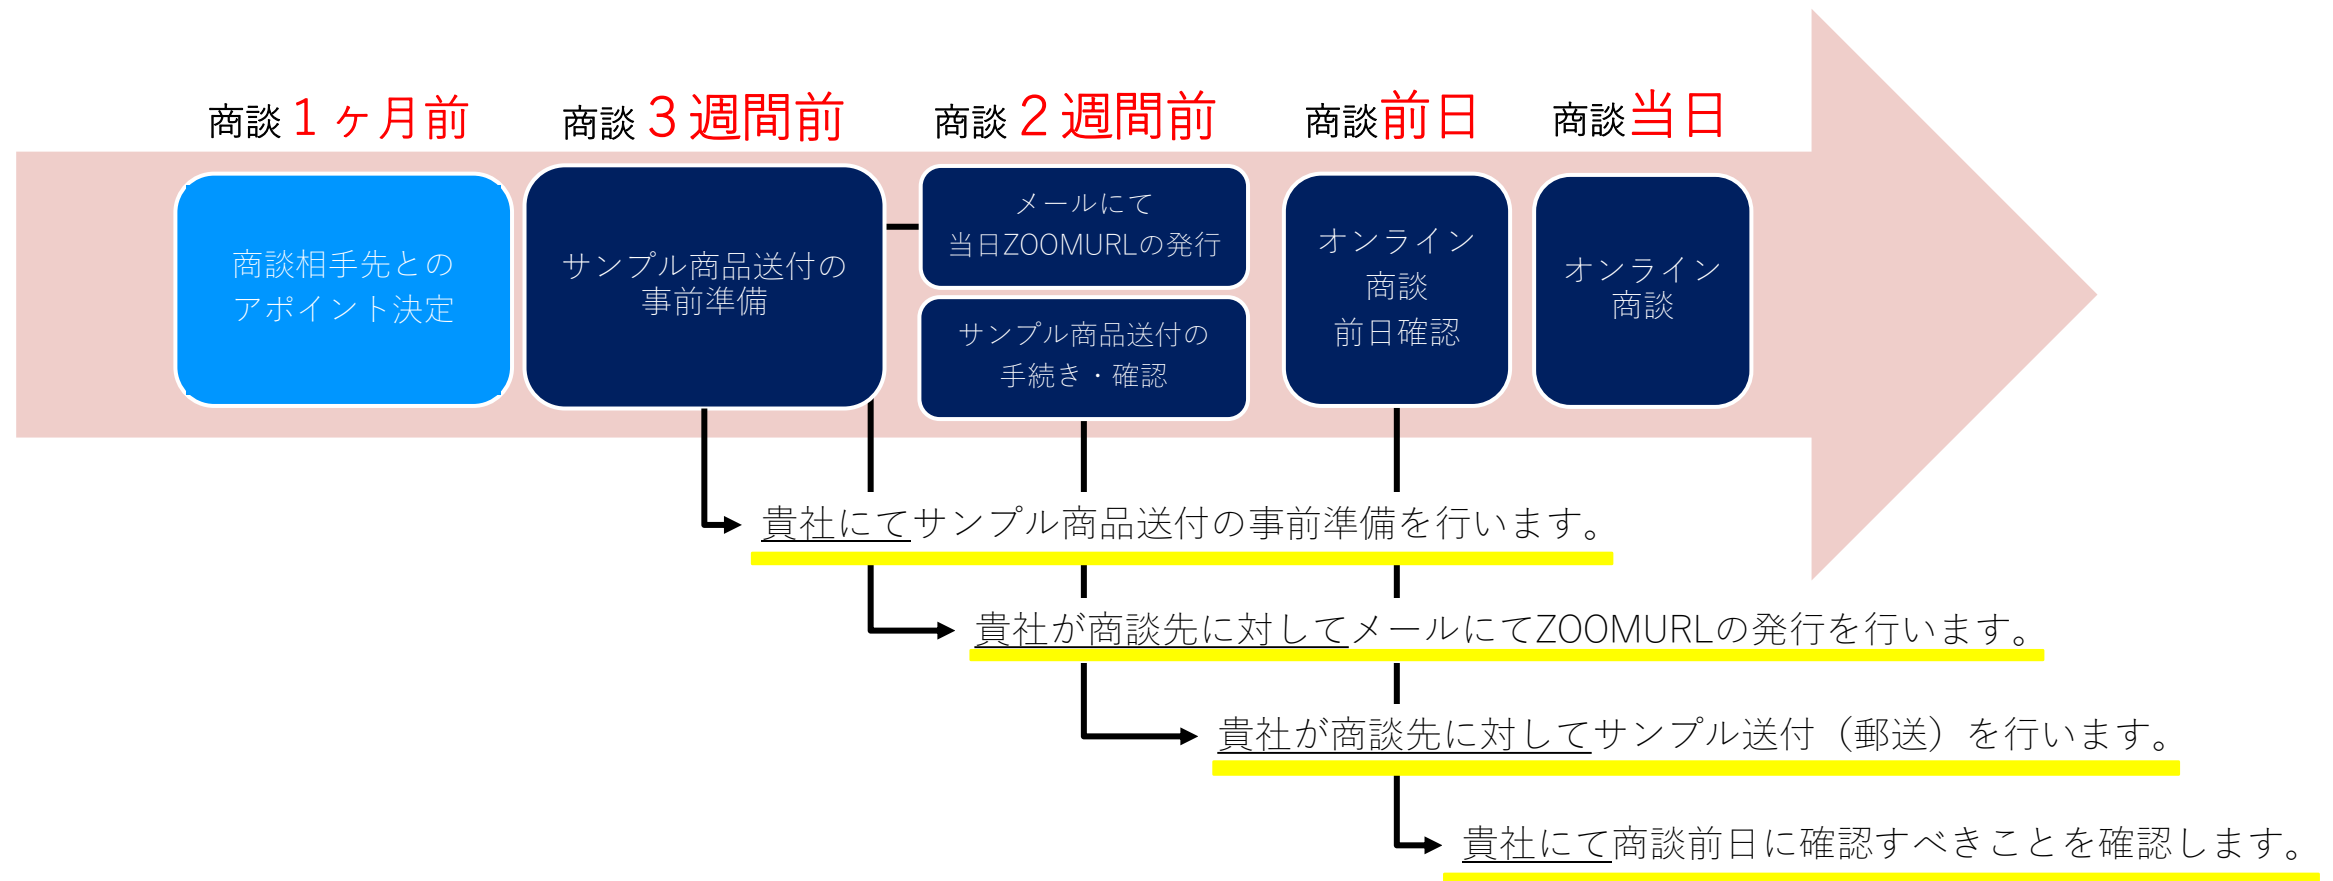 商談１ヶ月前
商談３週間前
商談２週間前
商談前日
商談当日
商談相手先との
アポイント決定
サンプル商品送付の
事前準備
メールにて
当日ZOOMURLの発行
サンプル商品送付の
手続き・確認
オンライン
商談
前日確認
オンライン
商談
貴社にてサンプル商品送付の事前準備を行います。
貴社が商談先に対してメールにてZOOMURLの発行を行います。
貴社が商談先に対してサンプル送付（郵送）を行います。
貴社にて商談前日に確認すべきことを確認します。